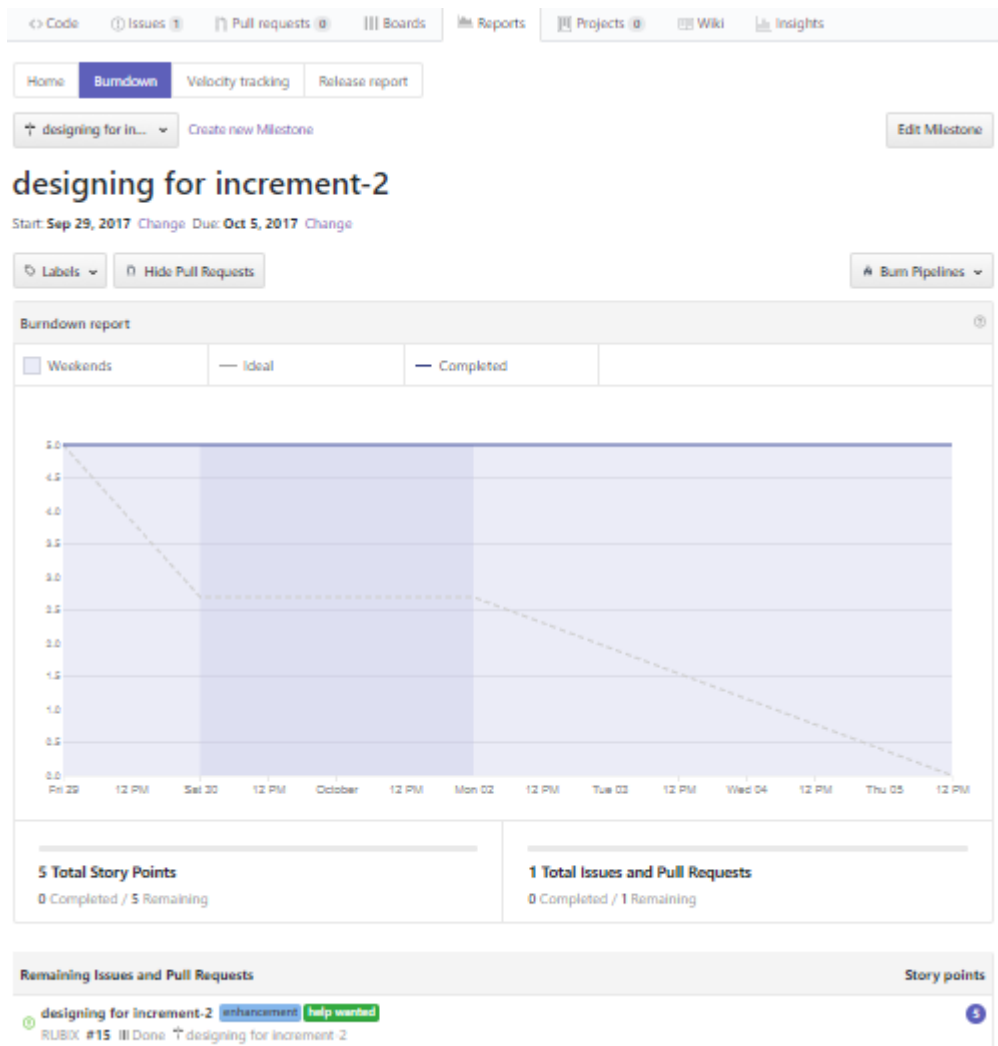 Code Issues 1 Pull requests 0 Boards Reports Projects 0 Wiki Insights
Home Burndown Velocity tracking Release report
designing for in... Create new Milestone Edit Milestone
designing for increment-2
Start: Sep 29, 2017 Change Due: Oct 5, 2017 Change
Labels Hide Pull Requests Burn Pipelines
Burndown report
Weekends Ideal Completed
5.0
4.5
4.0
3.5
3.0
2.5
2.0
1.5
1.0
0.5
0.0
Fri 29 12 PM Sat 30 12 PM October 12 PM Mon 02 12 PM Tue 03 12 PM Wed 04 12 PM Thu 05 12 PM
5 Total Story Points 1 Total Issues and Pull Requests
0 Completed / 5 Remaining 0 Completed / 1 Remaining
Remaining Issues and Pull Requests Story points
designing for increment-2 enhancement help wanted 5
RUBIX #15 Done designing for increment-2